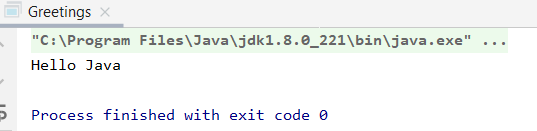 Greetings ×
"C:\Program Files\Java\jdk1.8.0_221\bin\java.exe" ...
Hello Java
Process finished with exit code 0